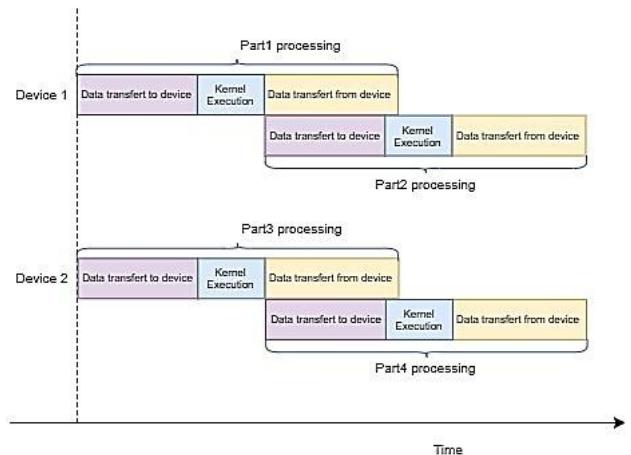 Part1 processing
Device 1
Data transfert to device
Kernel
Execution
Data transfert from device
Data transfert to device
Kernel
Execution
Data transfert from device
Part2 processing
Part3 processing
Device 2
Data transfert to device
Kernel
Execution
Data transfert from device
Data transfert to device
Kernel
Execution
Data transfert from device
Part4 processing
Time